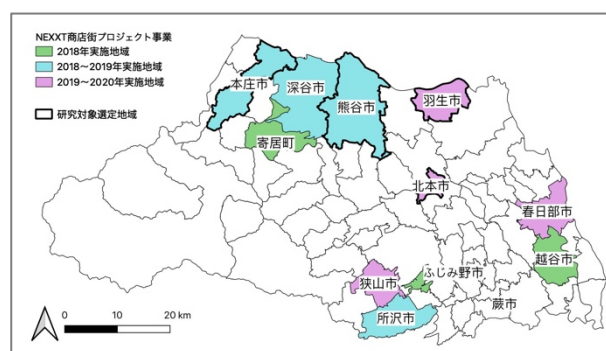 NEXXT商店街プロジェクト事業
2018年実施地域
2018〜2019年実施地域
2019〜2020年実施地域
研究対象選定地域
本庄市
深谷市
熊谷市
羽生市
寄居町
北本市
春日部市
越谷市
ふじみ野市
狭山市
蕨市
所沢市
0 10 20 km